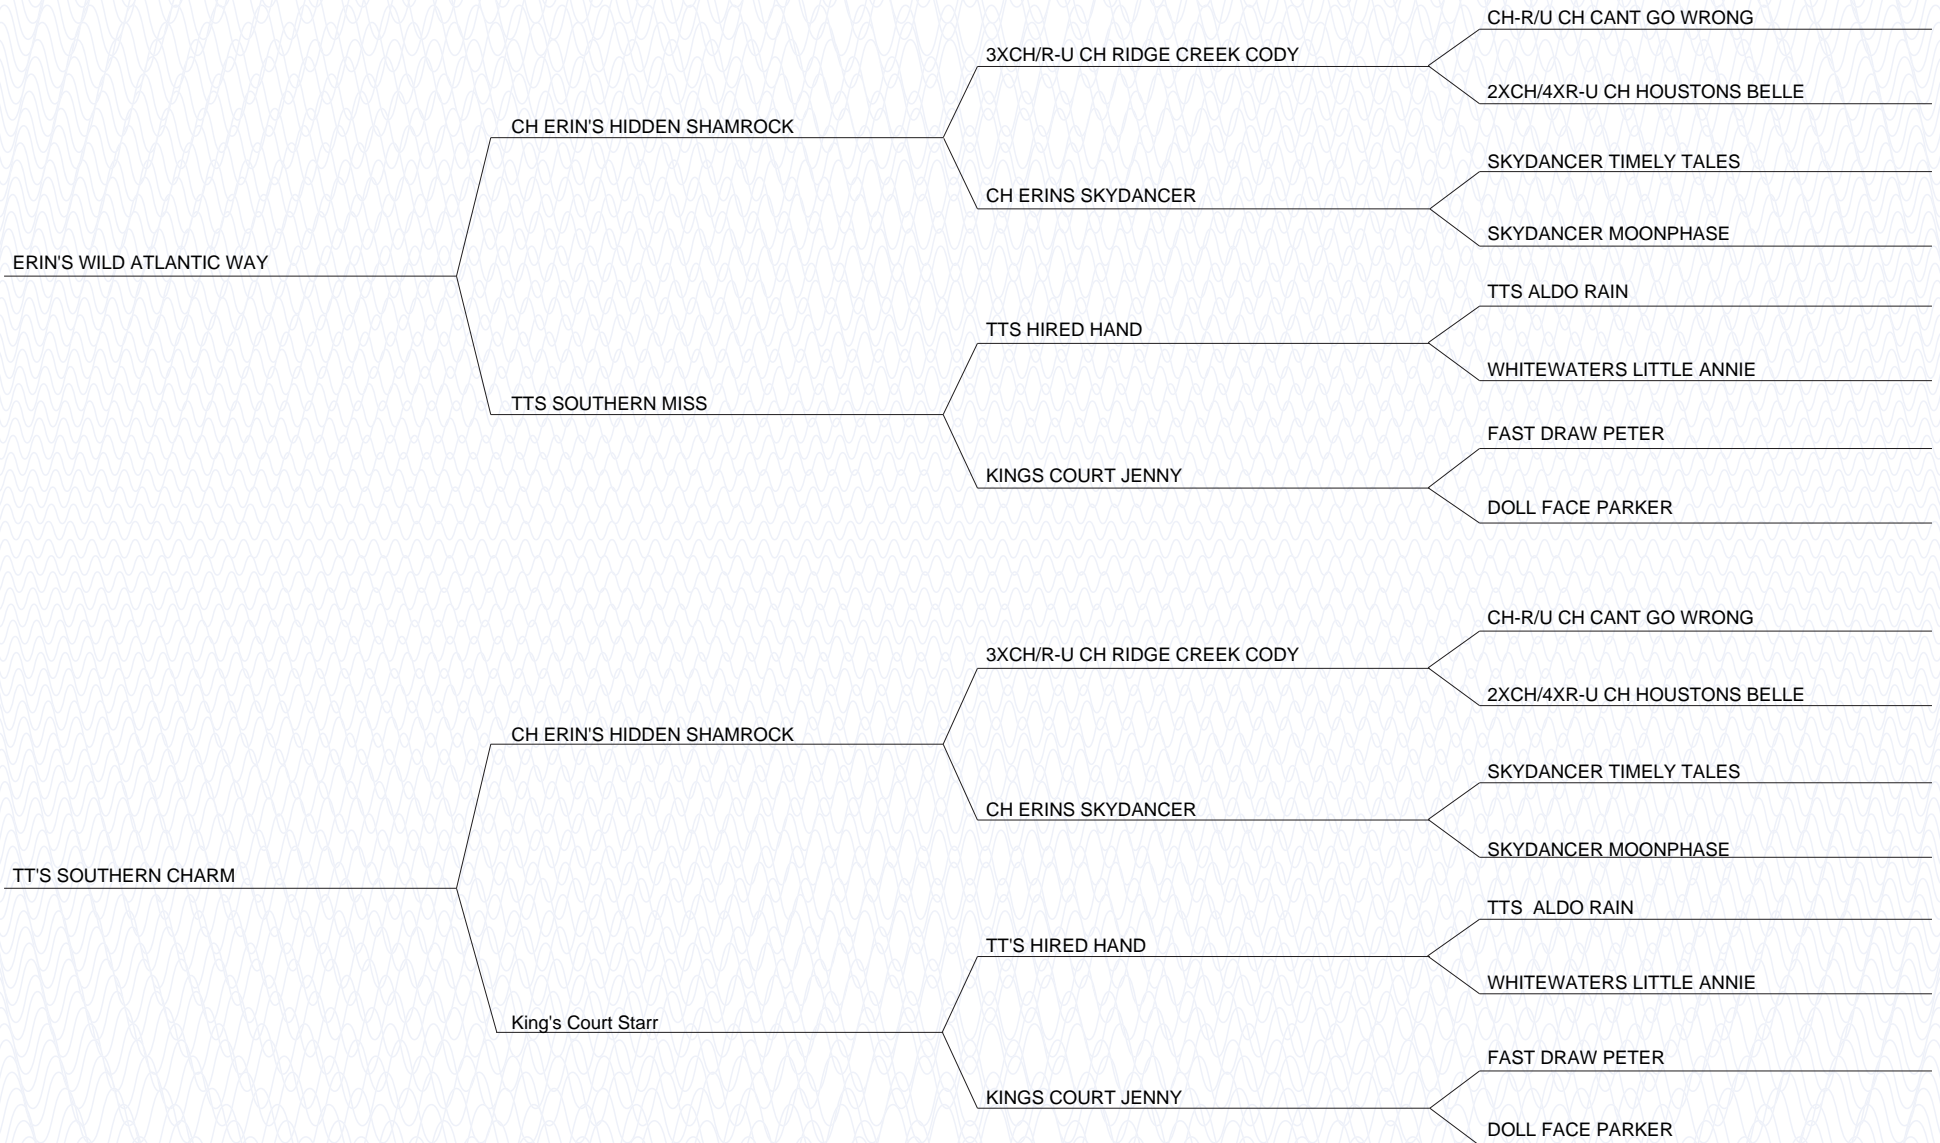 CH-R/U CH CANT GO WRONG
3XCH/R-U CH RIDGE CREEK CODY
2XCH/4XR-U CH HOUSTONS BELLE
CH ERIN'S HIDDEN SHAMROCK
SKYDANCER TIMELY TALES
CH ERINS SKYDANCER
SKYDANCER MOONPHASE
ERIN'S WILD ATLANTIC WAY
TTS ALDO RAIN
TTS HIRED HAND
WHITEWATERS LITTLE ANNIE
TTS SOUTHERN MISS
FAST DRAW PETER
KINGS COURT JENNY
DOLL FACE PARKER
CH-R/U CH CANT GO WRONG
3XCH/R-U CH RIDGE CREEK CODY
2XCH/4XR-U CH HOUSTONS BELLE
CH ERIN'S HIDDEN SHAMROCK
SKYDANCER TIMELY TALES
CH ERINS SKYDANCER
SKYDANCER MOONPHASE
TT'S SOUTHERN CHARM
TTS  ALDO RAIN
TT'S HIRED HAND
WHITEWATERS LITTLE ANNIE
King's Court Starr
FAST DRAW PETER
KINGS COURT JENNY
DOLL FACE PARKER